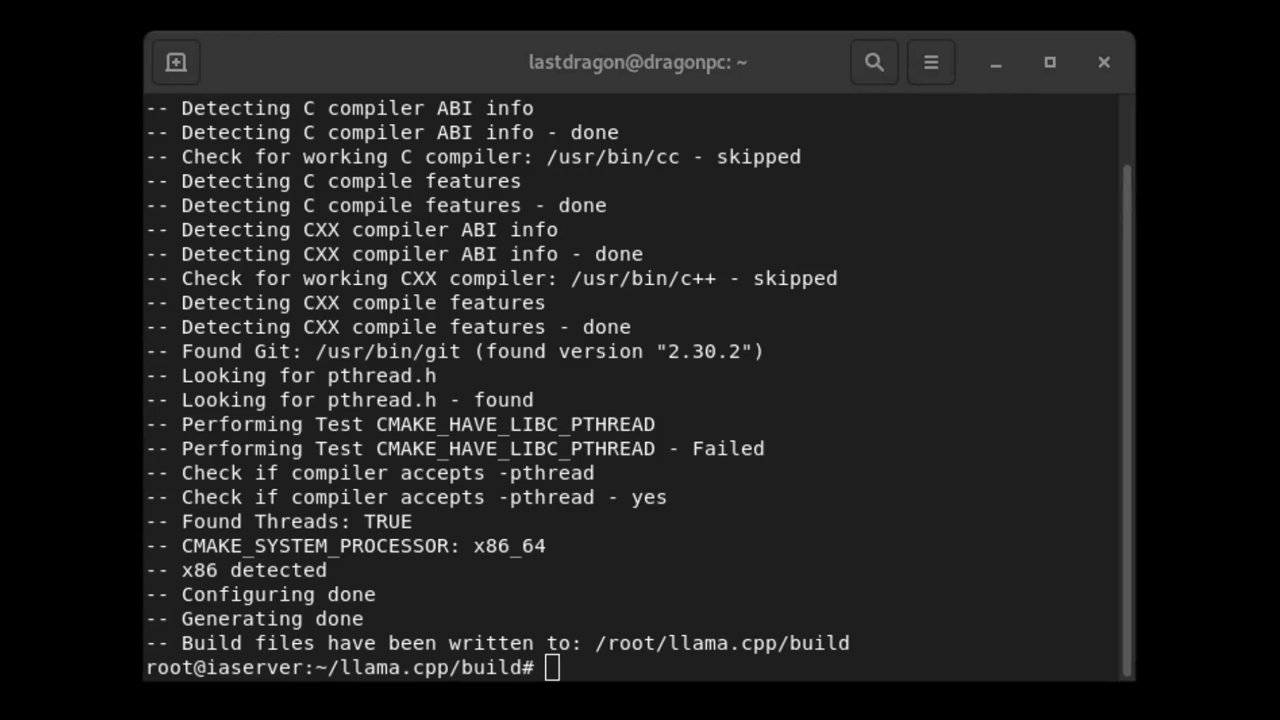 lastdragon@dragonpc: ~
-- Detecting C compiler ABI info
-- Detecting C compiler ABI info - done
-- Check for working C compiler: /usr/bin/cc - skipped
-- Detecting C compile features
-- Detecting C compile features - done
-- Detecting CXX compiler ABI info
-- Detecting CXX compiler ABI info - done
-- Check for working CXX compiler: /usr/bin/c++ - skipped
-- Detecting CXX compile features
-- Detecting CXX compile features - done
-- Found Git: /usr/bin/git (found version "2.30.2")
-- Looking for pthread.h
-- Looking for pthread.h - found
-- Performing Test CMAKE_HAVE_LIBC_PTHREAD
-- Performing Test CMAKE_HAVE_LIBC_PTHREAD - Failed
-- Check if compiler accepts -pthread
-- Check if compiler accepts -pthread - yes
-- Found Threads: TRUE
-- CMAKE_SYSTEM_PROCESSOR: x86_64
-- x86 detected
-- Configuring done
-- Generating done
-- Build files have been written to: /root/llama.cpp/build
root@iaserver:~/llama.cpp/build#